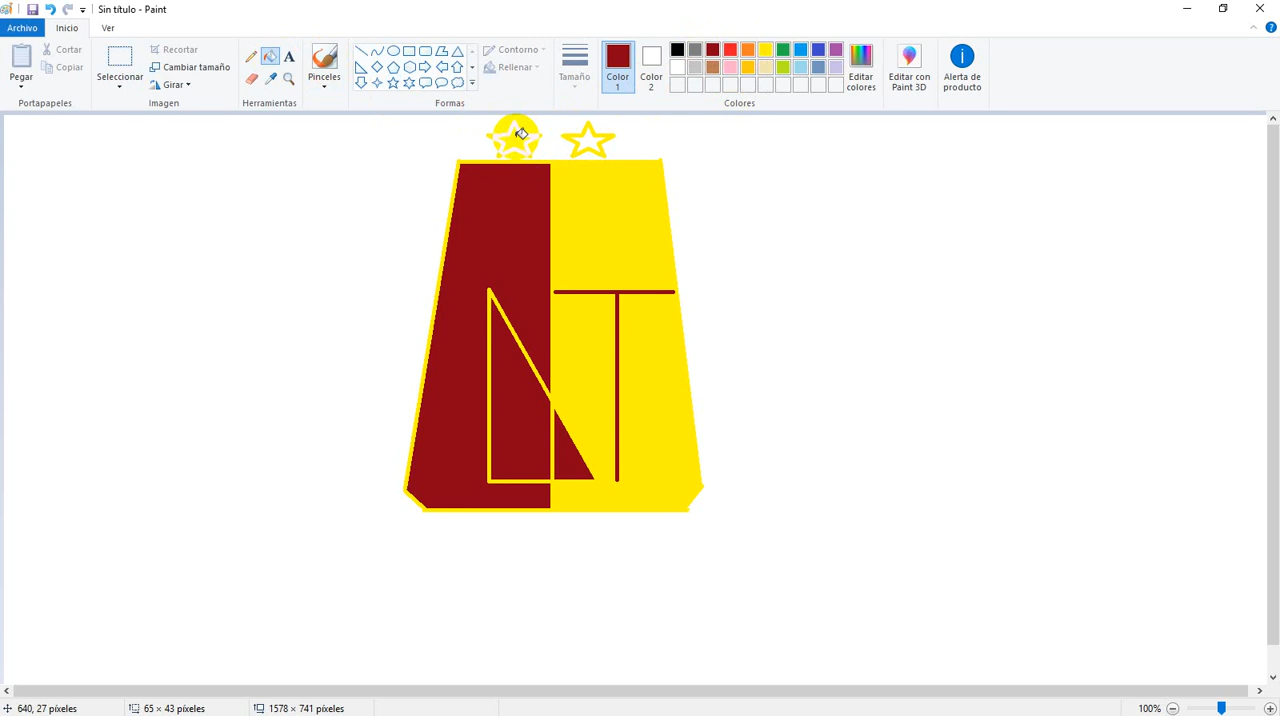 Sin título - Paint
Archivo Inicio Ver
Pegar
Cortar
Copiar
Portapapeles
Seleccionar
Recortar
Cambiar tamaño
Girar
Imagen
A
Herramientas
Pinceles
Contorno
Rellenar
Formas
Tamaño
Color 1
Color 2
Editar colores
Colores
Editar con Paint 3D
Alerta de producto
N T
640, 27 píxeles 65 × 43 píxeles 1578 × 741 píxeles 100%